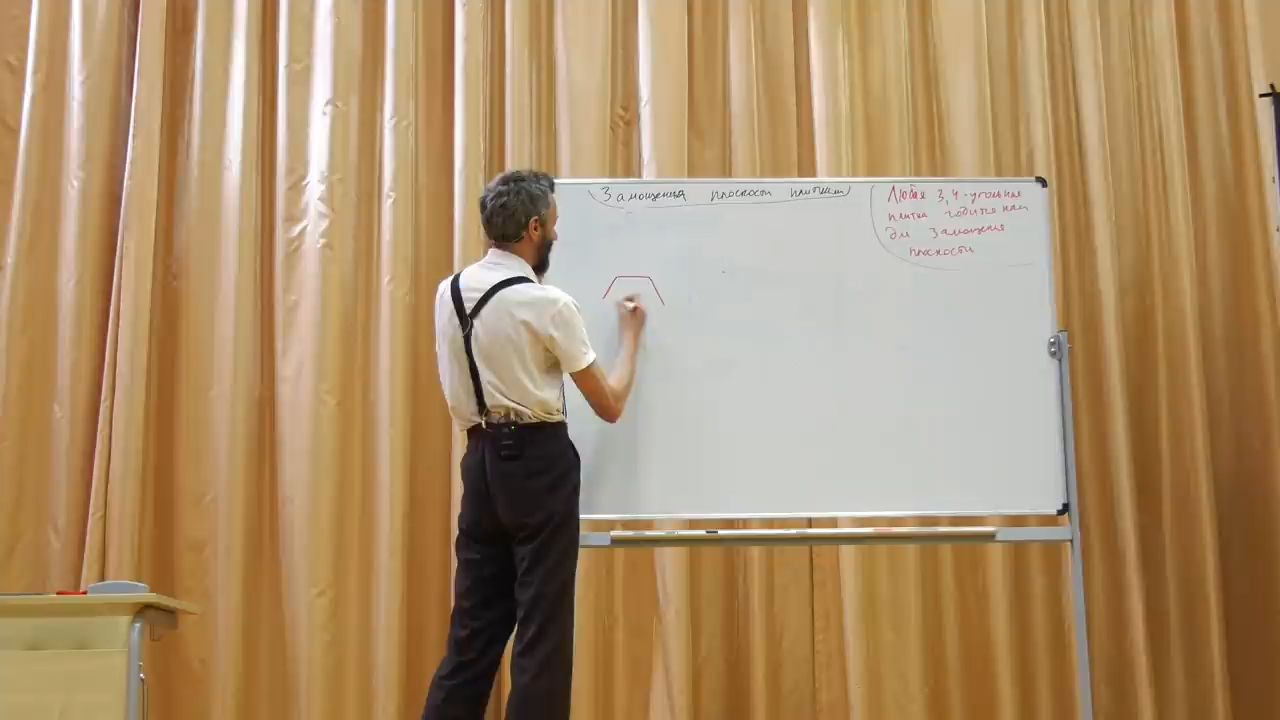 Замощения плоскости плитками
Любая 3,4-угольная
плитка годится нам
для замощения
плоскости